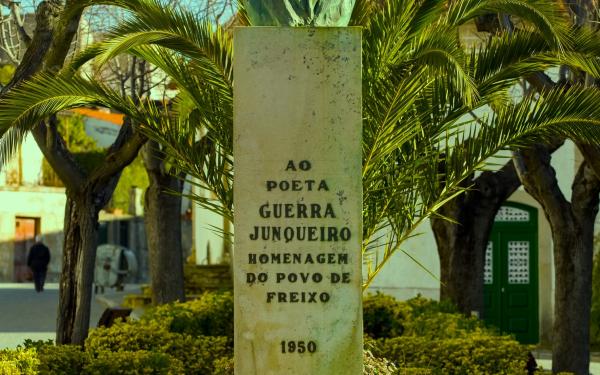 AO
POETA
GUERRA
JUNQUEIRO
HOMENAGEM
DO POVO DE
FREIXO
1950